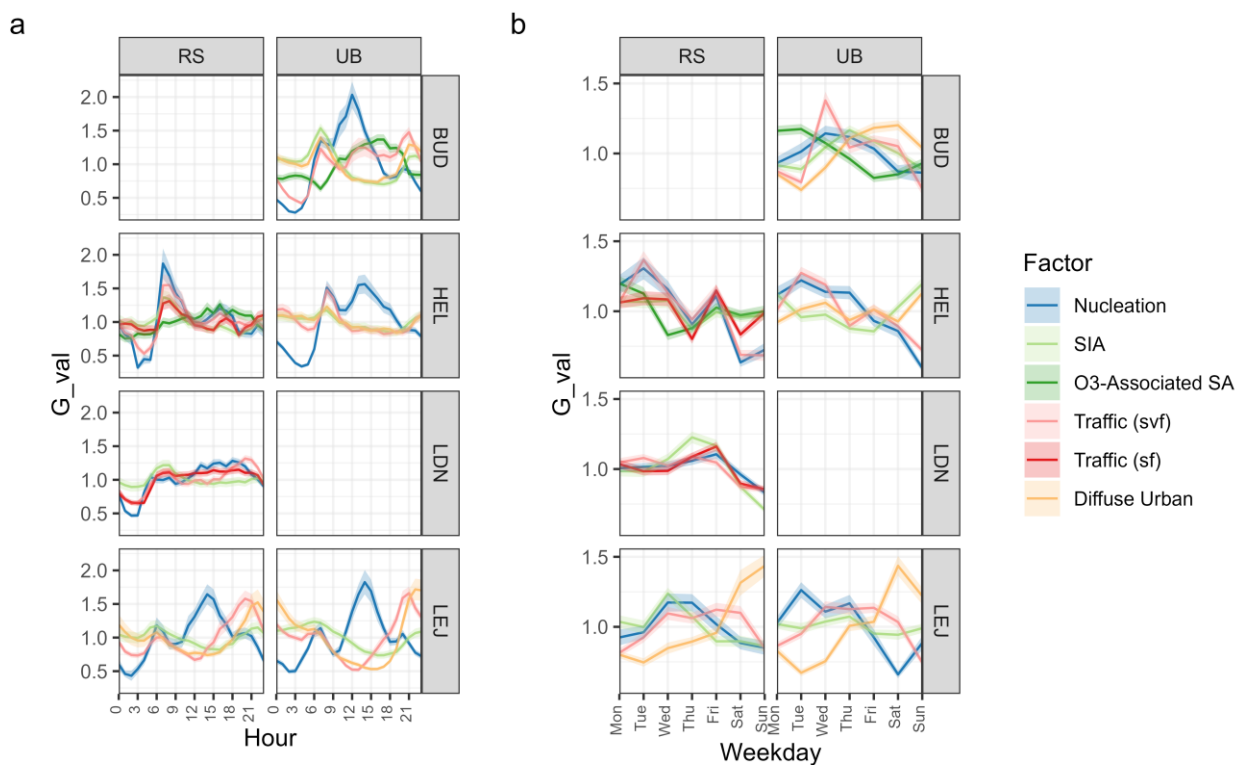 a
RS
UB
2.0
1.5
1.0
0.5
BUD
2.0
1.5
1.0
0.5
HEL
2.0
1.5
1.0
0.5
LDN
2.0
1.5
1.0
0.5
LEJ
G_val
G_val
0
3
6
9
12
15
18
21
0
3
6
9
12
15
18
21
Hour
b
RS
UB
1.5
1.0
BUD
1.5
1.0
HEL
1.5
1.0
LDN
1.5
1.0
LEJ
G_val
G_val
Mon
Tue
Wed
Thu
Fri
Sat
Sun
Mon
Tue
Wed
Thu
Fri
Sat
Sun
Weekday
Factor
Nucleation
SIA
O3-Associated SA
Traffic (svf)
Traffic (sf)
Diffuse Urban